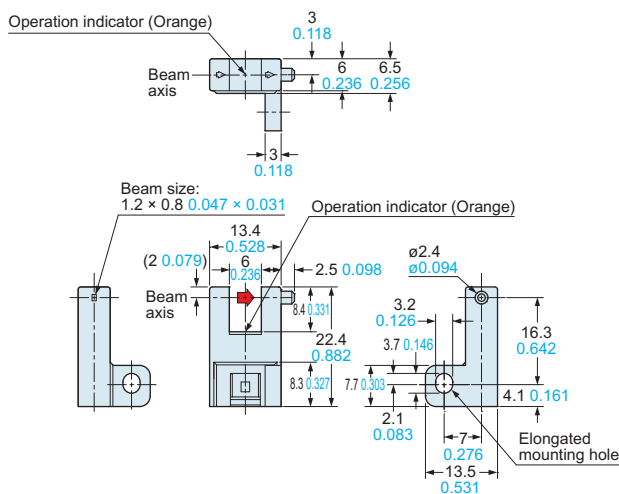 Operation indicator (Orange)
3
0.118
Beam
axis
6
0.236
6.5
0.256
3
0.118
Beam size:
1.2 × 0.8 0.047 × 0.031
Operation indicator (Orange)
13.4
0.528
(2 0.079)
6
0.236
2.5 0.098
Beam
axis
8.4 0.331
22.4
0.882
8.3 0.327
ø2.4
ø0.094
3.2
0.126
3.7 0.146
7.7 0.303
16.3
0.642
4.1 0.161
2.1
0.083
7
0.276
Elongated
mounting hole
13.5
0.531